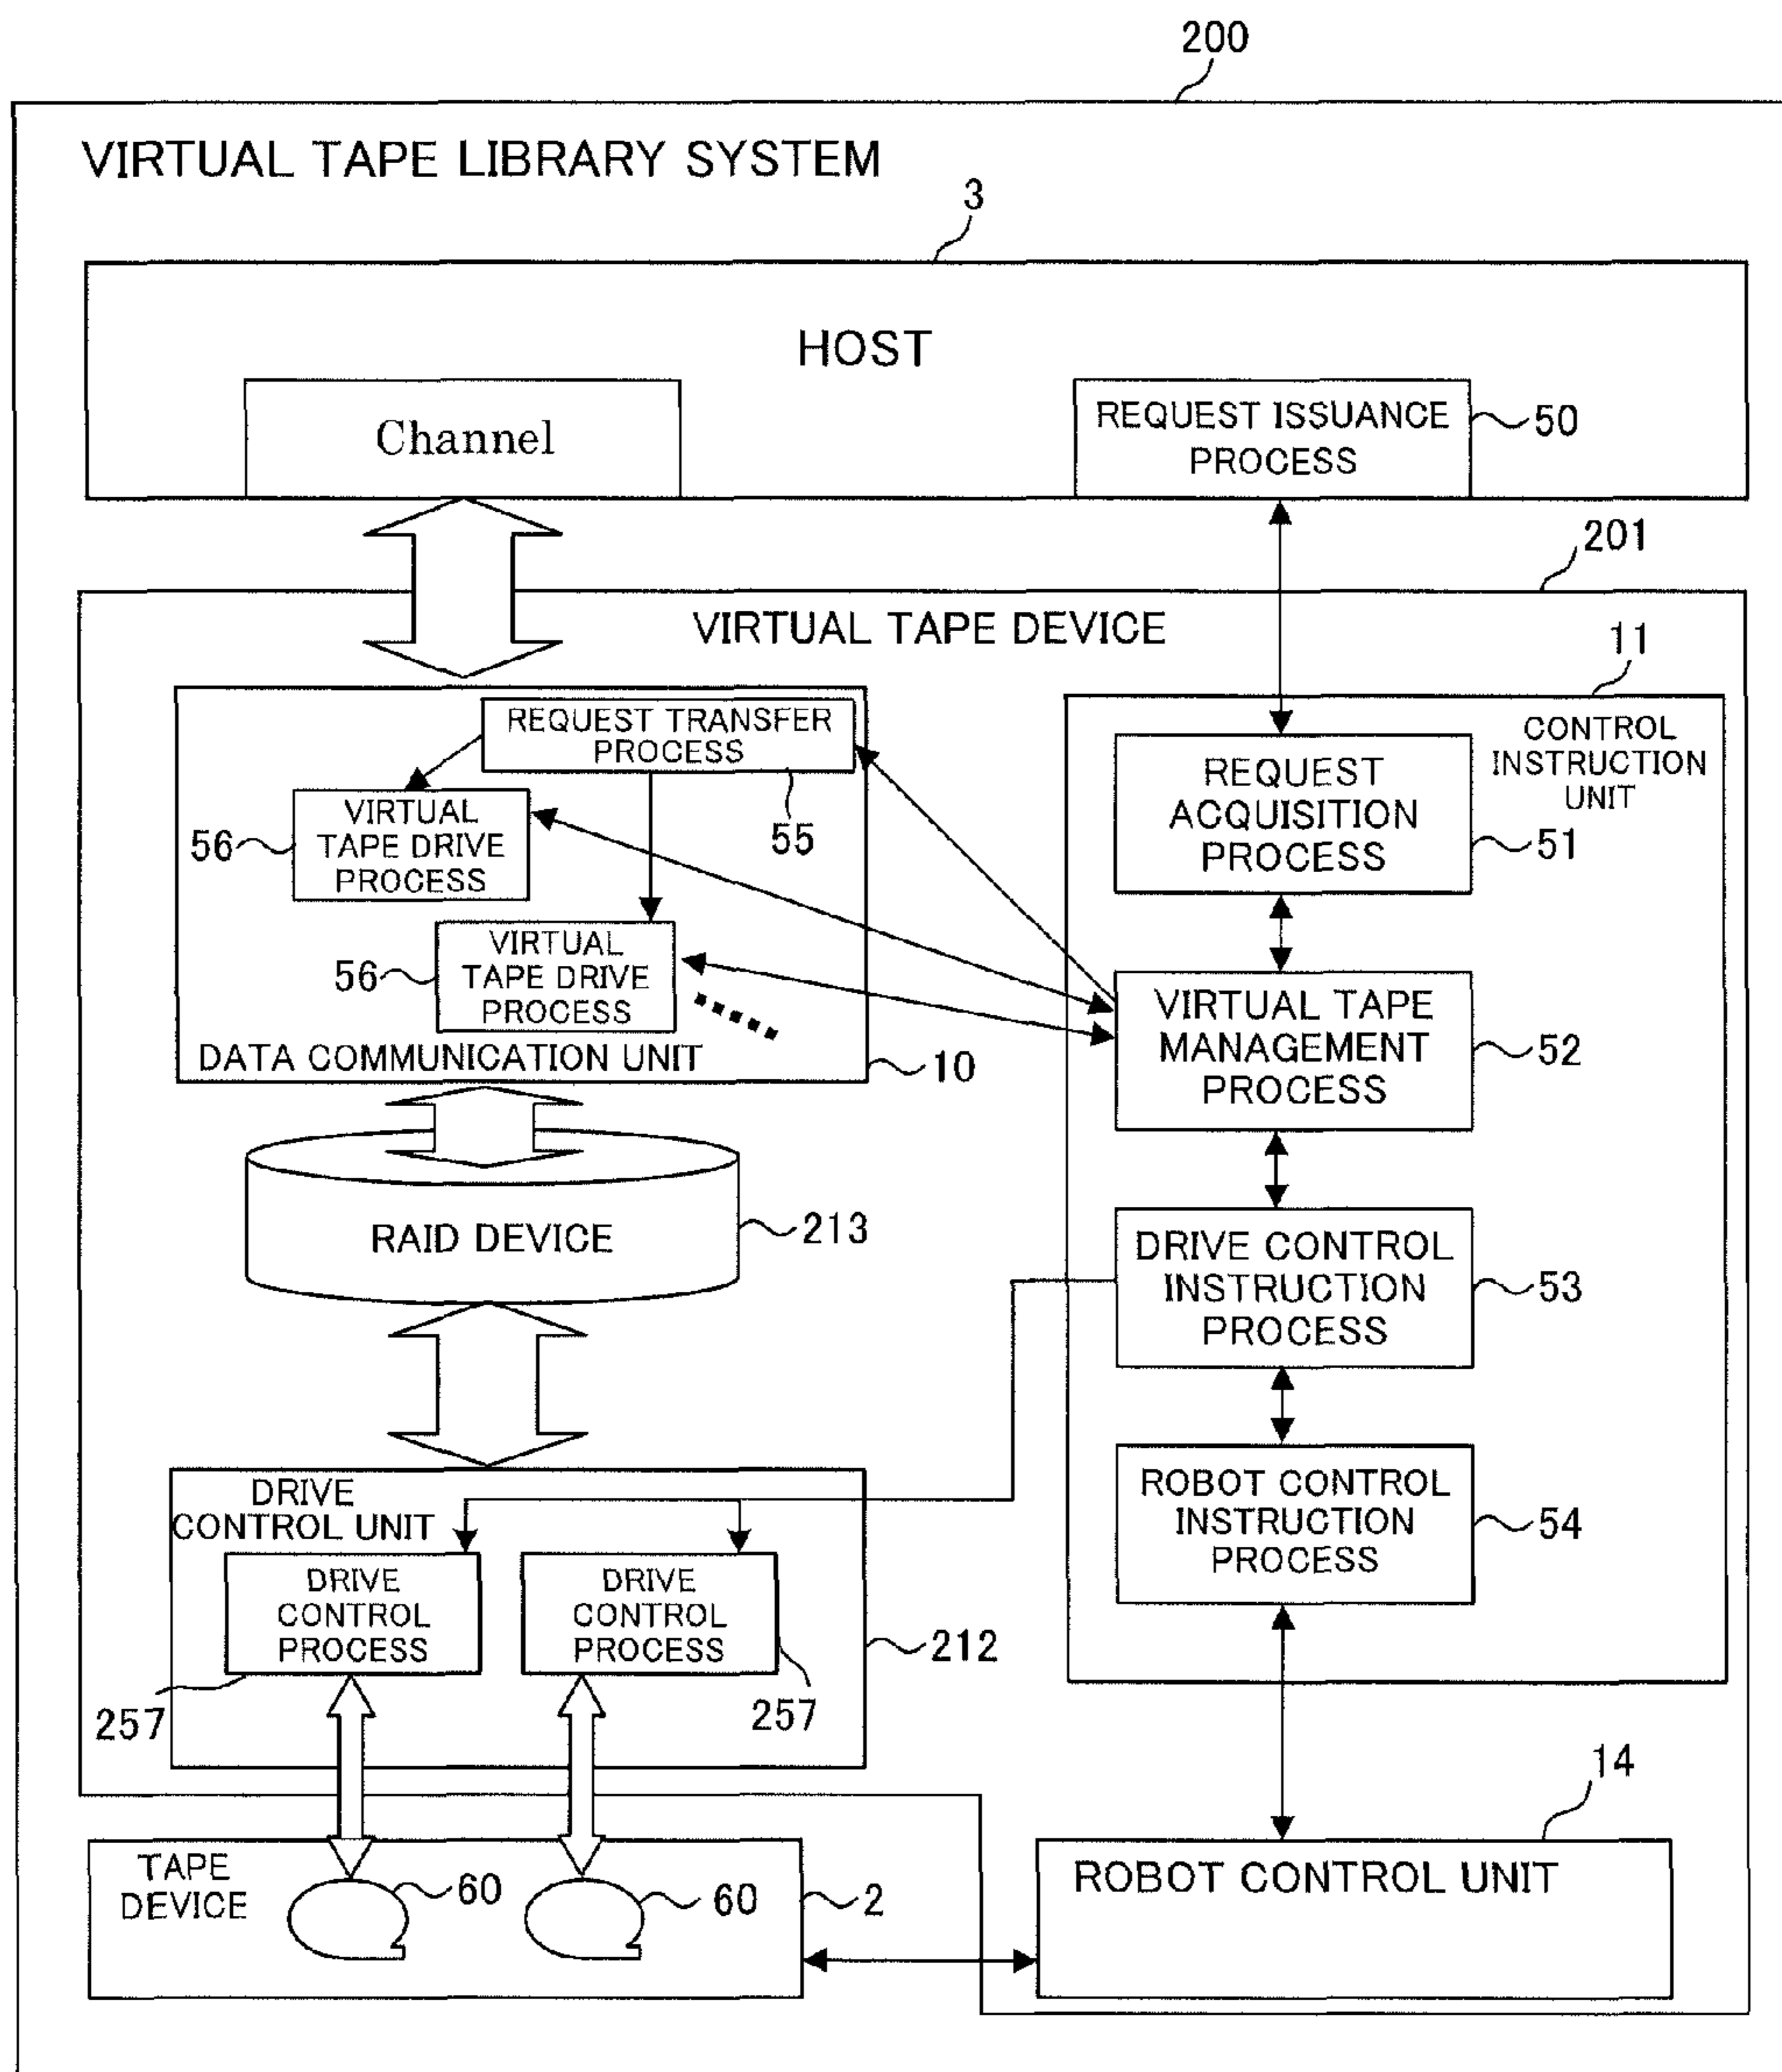 200
VIRTUAL TAPE LIBRARY SYSTEM
3
HOST
Channel
REQUEST ISSUANCE
PROCESS
50
201
VIRTUAL TAPE DEVICE
11
CONTROL
INSTRUCTION
UNIT
REQUEST TRANSFER
PROCESS
55
VIRTUAL
TAPE DRIVE
PROCESS
56
VIRTUAL
TAPE DRIVE
PROCESS
56
DATA COMMUNICATION UNIT
10
REQUEST
ACQUISITION
PROCESS
51
VIRTUAL TAPE
MANAGEMENT
PROCESS
52
RAID DEVICE
213
DRIVE CONTROL
INSTRUCTION
PROCESS
53
ROBOT CONTROL
INSTRUCTION
PROCESS
54
DRIVE
CONTROL UNIT
DRIVE
CONTROL
PROCESS
DRIVE
CONTROL
PROCESS
212
257
257
14
TAPE
DEVICE
60
60
2
ROBOT CONTROL UNIT